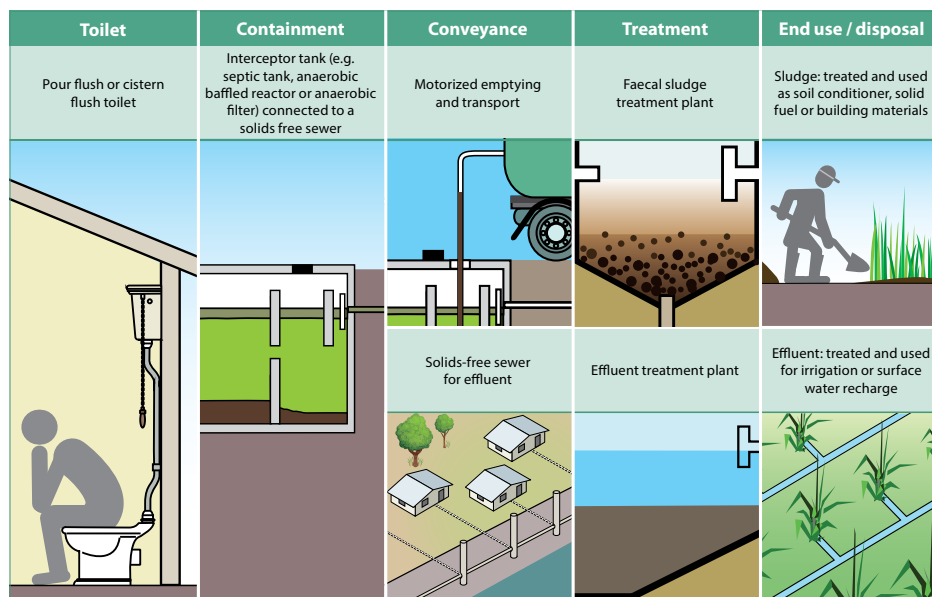 Toilet
Containment
Conveyance
Treatment
End use / disposal
Pour flush or cistern
flush toilet
Interceptor tank (e.g.
septic tank, anaerobic
baffled reactor or anaerobic
filter) connected to a
solids free sewer
Motorized emptying
and transport
Faecal sludge
treatment plant
Sludge: treated and used
as soil conditioner, solid
fuel or building materials
Solids-free sewer
for effluent
Effluent treatment plant
Effluent: treated and used
for irrigation or surface
water recharge